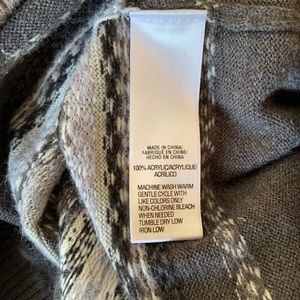 MADE IN CHINA/
FABRIQUE EN CHINE/
HECHO EN CHINA
100% ACRYLIC/ACRYLIQUE/
ACRILICO
MACHINE WASH WARM
GENTLE CYCLE WITH
LIKE COLORS ONLY
NON-CHLORINE BLEACH
WHEN NEEDED
TUMBLE DRY LOW
IRON LOW